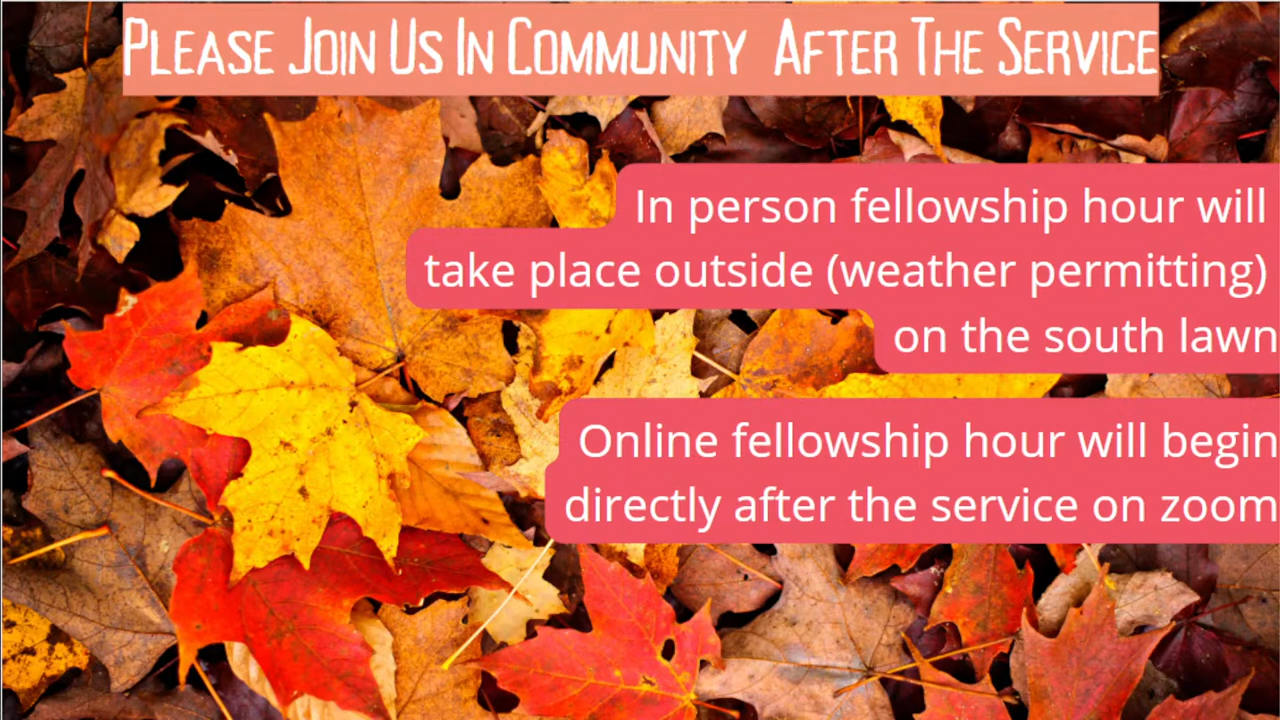 Please Join Us In Community After The Service
In person fellowship hour will
take place outside (weather permitting)
on the south lawn
Online fellowship hour will begin
directly after the service on zoom